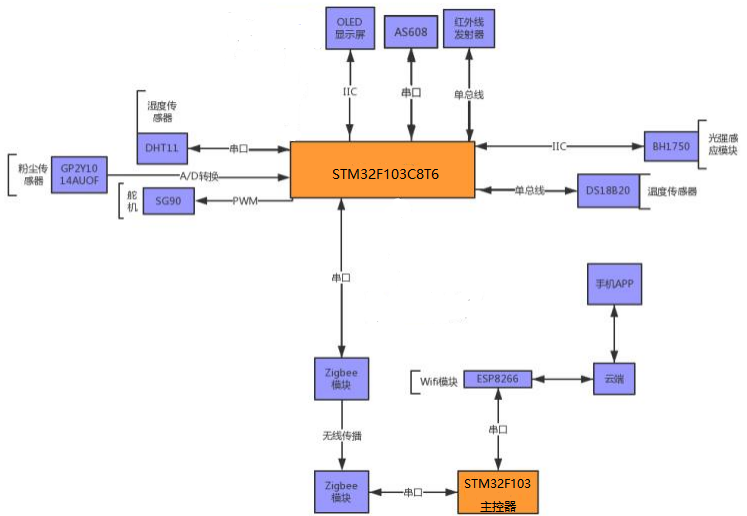 OLED
显示屏
AS608
红外线
发射器
IIC
串口
单总线
湿度传
感器
DHT11
串口
IIC
BH1750
光强感
应模块
粉尘传
感器
GP2Y10
14AUOF
A/D转换
STM32F103C8T6
单总线
DS18B20
温度传感器
舵
机
SG90
PWM
串口
手机APP
Zigbee
模块
Wifi模块
ESP8266
云端
无线传播
串口
Zigbee
模块
串口
STM32F103
主控器